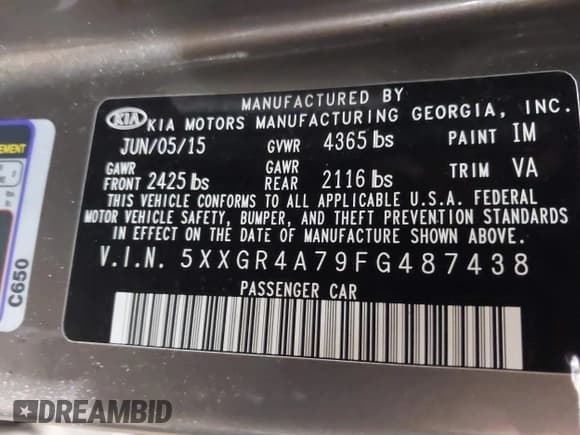 MANUFACTURED BY
KIA KIA MOTORS MANUFACTURING GEORGIA, INC.
JUN/05/15 GVWR 4365 lbs PAINT IM
GAWR FRONT 2425 lbs GAWR REAR 2116 lbs TRIM VA
THIS VEHICLE CONFORMS TO ALL APPLICABLE U.S.A. FEDERAL
MOTOR VEHICLE SAFETY, BUMPER, AND THEFT PREVENTION STANDARDS
IN EFFECT ON THE DATE OF MANUFACTURE SHOWN ABOVE.
V.I.N. 5XXGR4A79FG487438
PASSENGER CAR
C650
DREAMBID